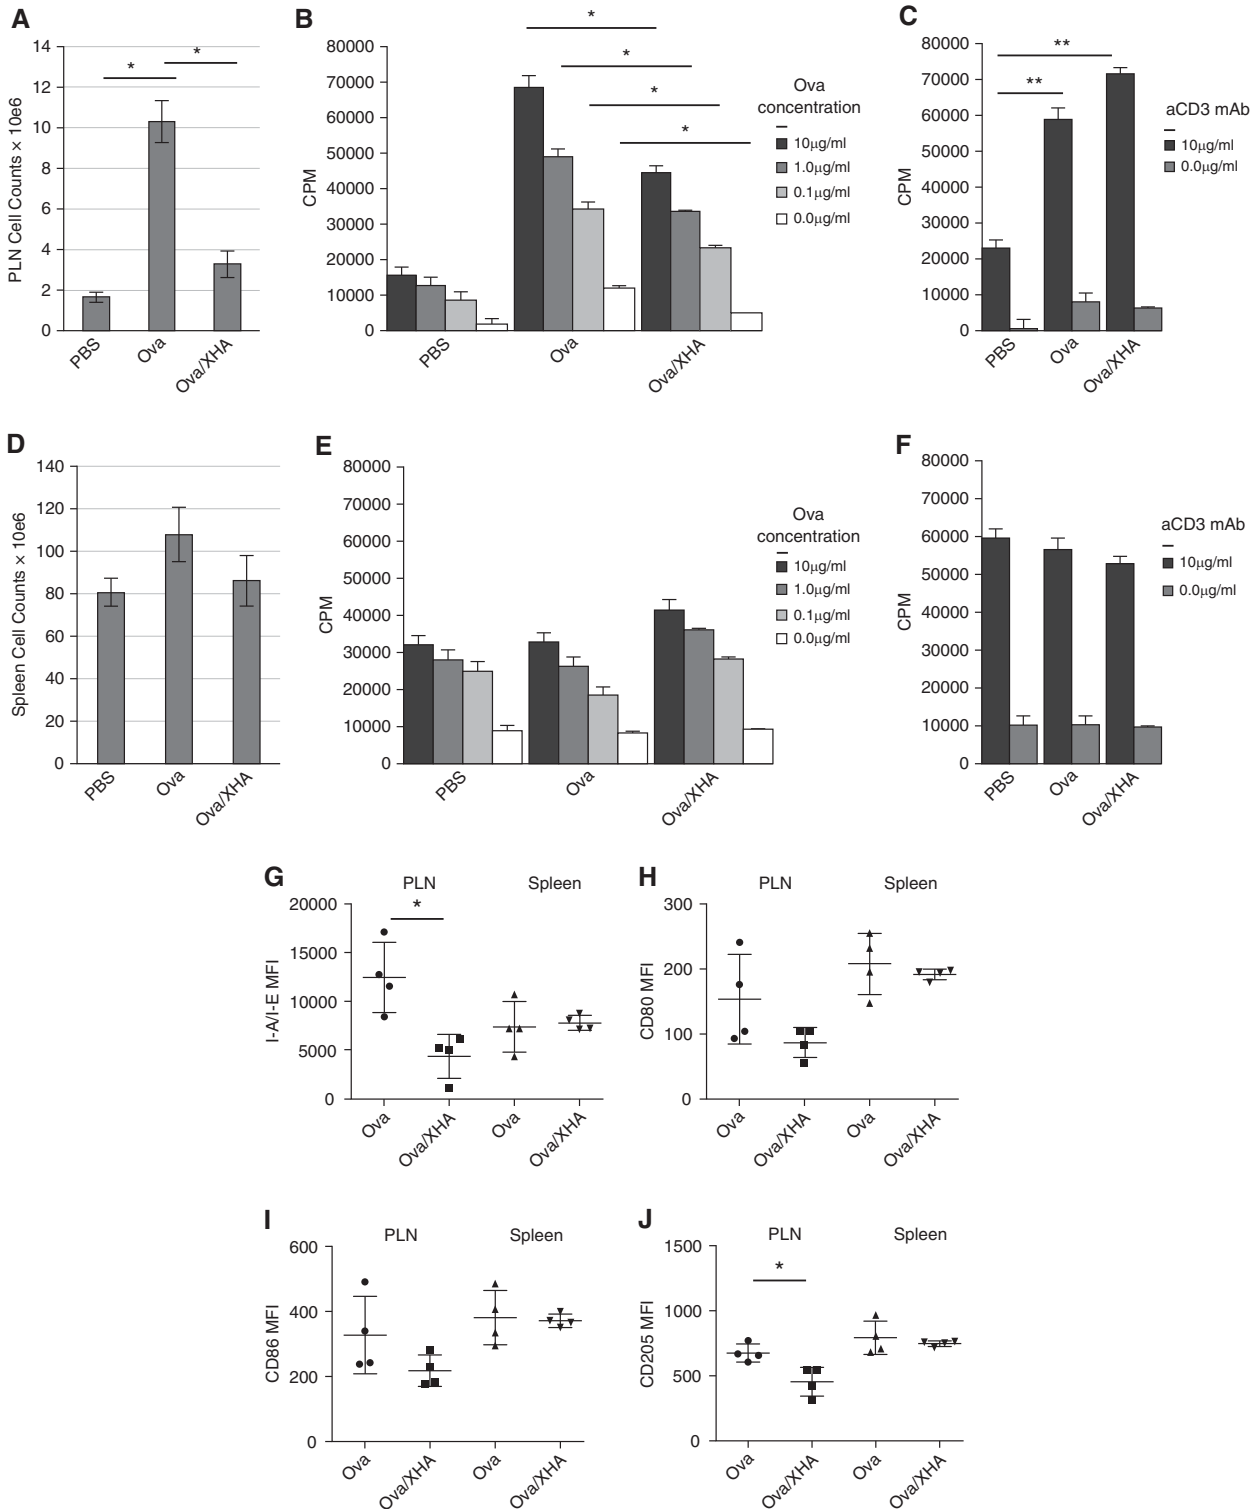 A
PLN Cell Counts × 10e6
14
12
10
8
6
4
2
0
*
*
PBS
Ova
Ova/XHA
B
CPM
80000
70000
60000
50000
40000
30000
20000
10000
0
*
*
*
*
PBS
Ova
Ova/XHA
Ova
concentration
10μg/ml
1.0μg/ml
0.1μg/ml
0.0μg/ml
C
CPM
80000
70000
60000
50000
40000
30000
20000
10000
0
**
**
PBS
Ova
Ova/XHA
aCD3 mAb
10μg/ml
0.0μg/ml
D
Spleen Cell Counts × 10e6
140
120
100
80
60
40
20
0
PBS
Ova
Ova/XHA
E
CPM
80000
70000
60000
50000
40000
30000
20000
10000
0
PBS
Ova
Ova/XHA
Ova
concentration
10μg/ml
1.0μg/ml
0.1μg/ml
0.0μg/ml
F
CPM
80000
70000
60000
50000
40000
30000
20000
10000
0
PBS
Ova
Ova/XHA
aCD3 mAb
10μg/ml
0.0μg/ml
G
PLN
Spleen
I-A/I-E MFI
20000
15000
10000
5000
0
*
Ova
Ova/XHA
Ova
Ova/XHA
H
PLN
Spleen
CD80 MFI
300
200
100
0
Ova
Ova/XHA
Ova
Ova/XHA
I
PLN
Spleen
CD86 MFI
600
400
200
0
Ova
Ova/XHA
Ova
Ova/XHA
J
PLN
Spleen
CD205 MFI
1500
1000
500
0
*
Ova
Ova/XHA
Ova
Ova/XHA